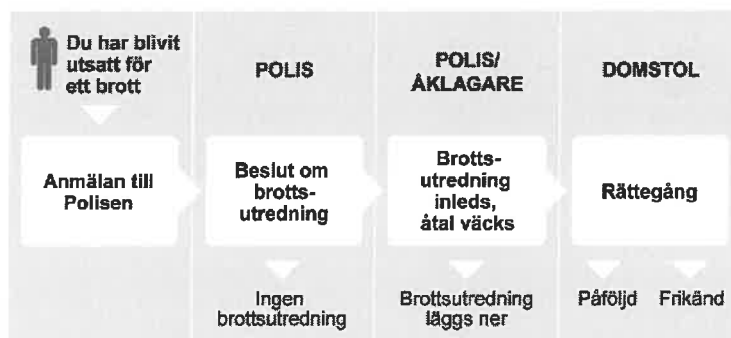 Du har blivit
utsatt för
ett brott
Anmälan till
Polisen
POLIS
Beslut om
brotts-
utredning
Ingen
brottsutredning
POLIS/
ÅKLAGARE
Brotts-
utredning
inleds,
åtal väcks
Brottsutredning
läggs ner
DOMSTOL
Rättegång
Påföljd Frikänd